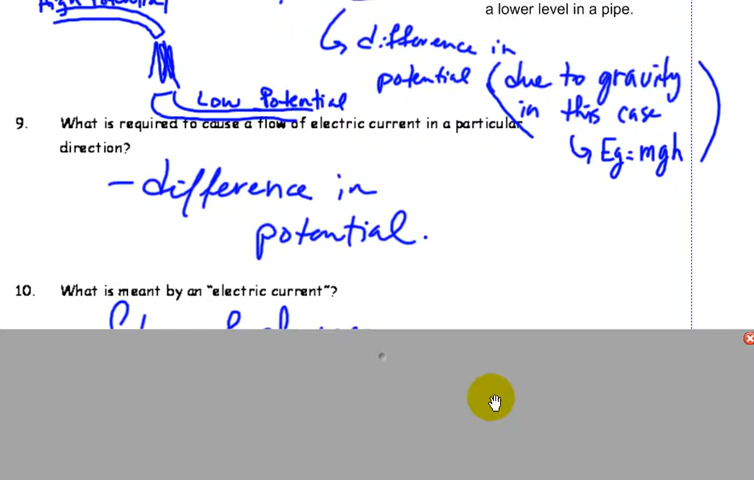 a lower level in a pipe.
High Potential
↳ difference in
potential (due to gravity
in this case
↳ Eg = mgh)
Low Potential
9. What is required to cause a flow of electric current in a particular
direction?
- difference in
potential.
10. What is meant by an "electric current"?